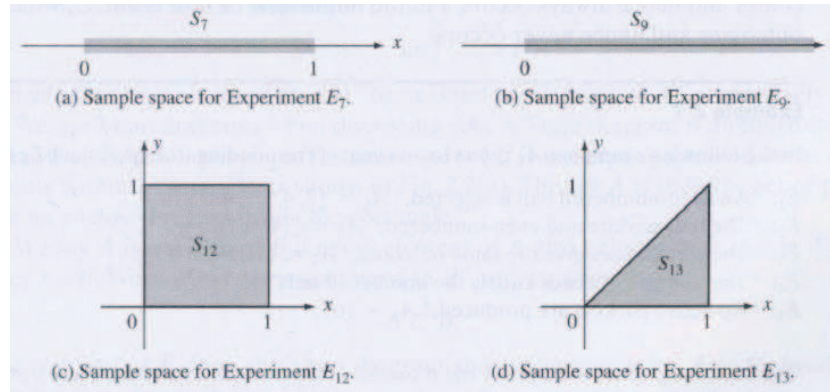 S7 S9
x
0 1 0
(a) Sample space for Experiment E7. (b) Sample space for Experiment E9.
y y
1 1
S12 S13
x x
0 1 0 1
(c) Sample space for Experiment E12. (d) Sample space for Experiment E13.